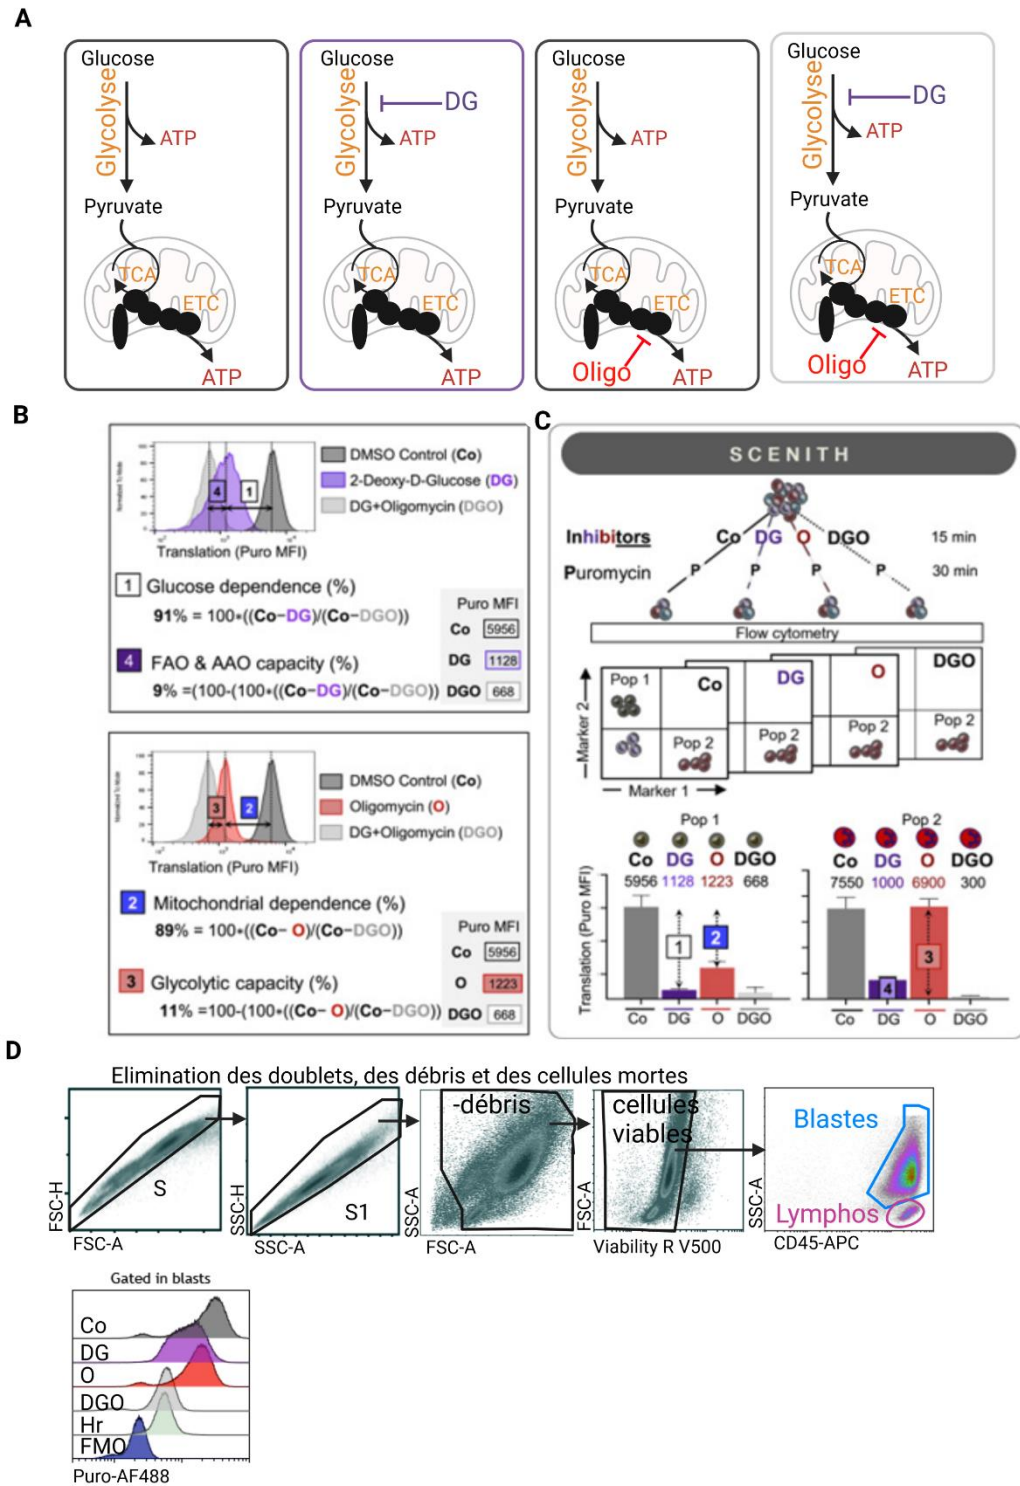 A
Glucose
Glycolyse
ATP
Pyruvate
TCA
ETC
ATP
Glucose
Glycolyse
DG
ATP
Pyruvate
TCA
ETC
ATP
Glucose
Glycolyse
ATP
Pyruvate
TCA
ETC
Oligo
ATP
Glucose
Glycolyse
DG
ATP
Pyruvate
TCA
ETC
Oligo
ATP
B
DMSO Control (Co)
2-Deoxy-D-Glucose (DG)
DG+Oligomycin (DGO)
4
1
Translation (Puro MFI)
1 Glucose dependence (%)
91% = 100*((Co–DG)/(Co–DGO))
4 FAO & AAO capacity (%)
9% =(100-(100*((Co–DG)/(Co–DGO))
Puro MFI
Co 5956
DG 1128
DGO 668
DMSO Control (Co)
Oligomycin (O)
DG+Oligomycin (DGO)
3
2
Translation (Puro MFI)
2 Mitochondrial dependence (%)
89% = 100*((Co– O)/(Co–DGO))
3 Glycolytic capacity (%)
11% =100-(100*((Co– O)/(Co–DGO))
Puro MFI
Co 5956
O 1223
DGO 668
C
SCENITH
Inhibitors Co DG O DGO 15 min
Puromycin P P P P 30 min
Flow cytometry
Pop 1
Co
DG
O
DGO
Pop 2
Pop 2
Pop 2
Pop 2
Marker 2
Marker 1
Translation (Puro MFI)
Pop 1
Co DG O DGO
5956 1128 1223 668
1
2
Co DG O DGO
Pop 2
Co DG O DGO
7550 1000 6900 300
4
3
Co DG O DGO
D
Elimination des doublets, des débris et des cellules mortes
FSC-H
S
FSC-A
SSC-H
S1
SSC-A
SSC-A
-débris
FSC-A
FSC-A
cellules
viables
Viability R V500
SSC-A
Blastes
Lymphos
CD45-APC
Gated in blasts
Co
DG
O
DGO
Hr
FMO
Puro-AF488